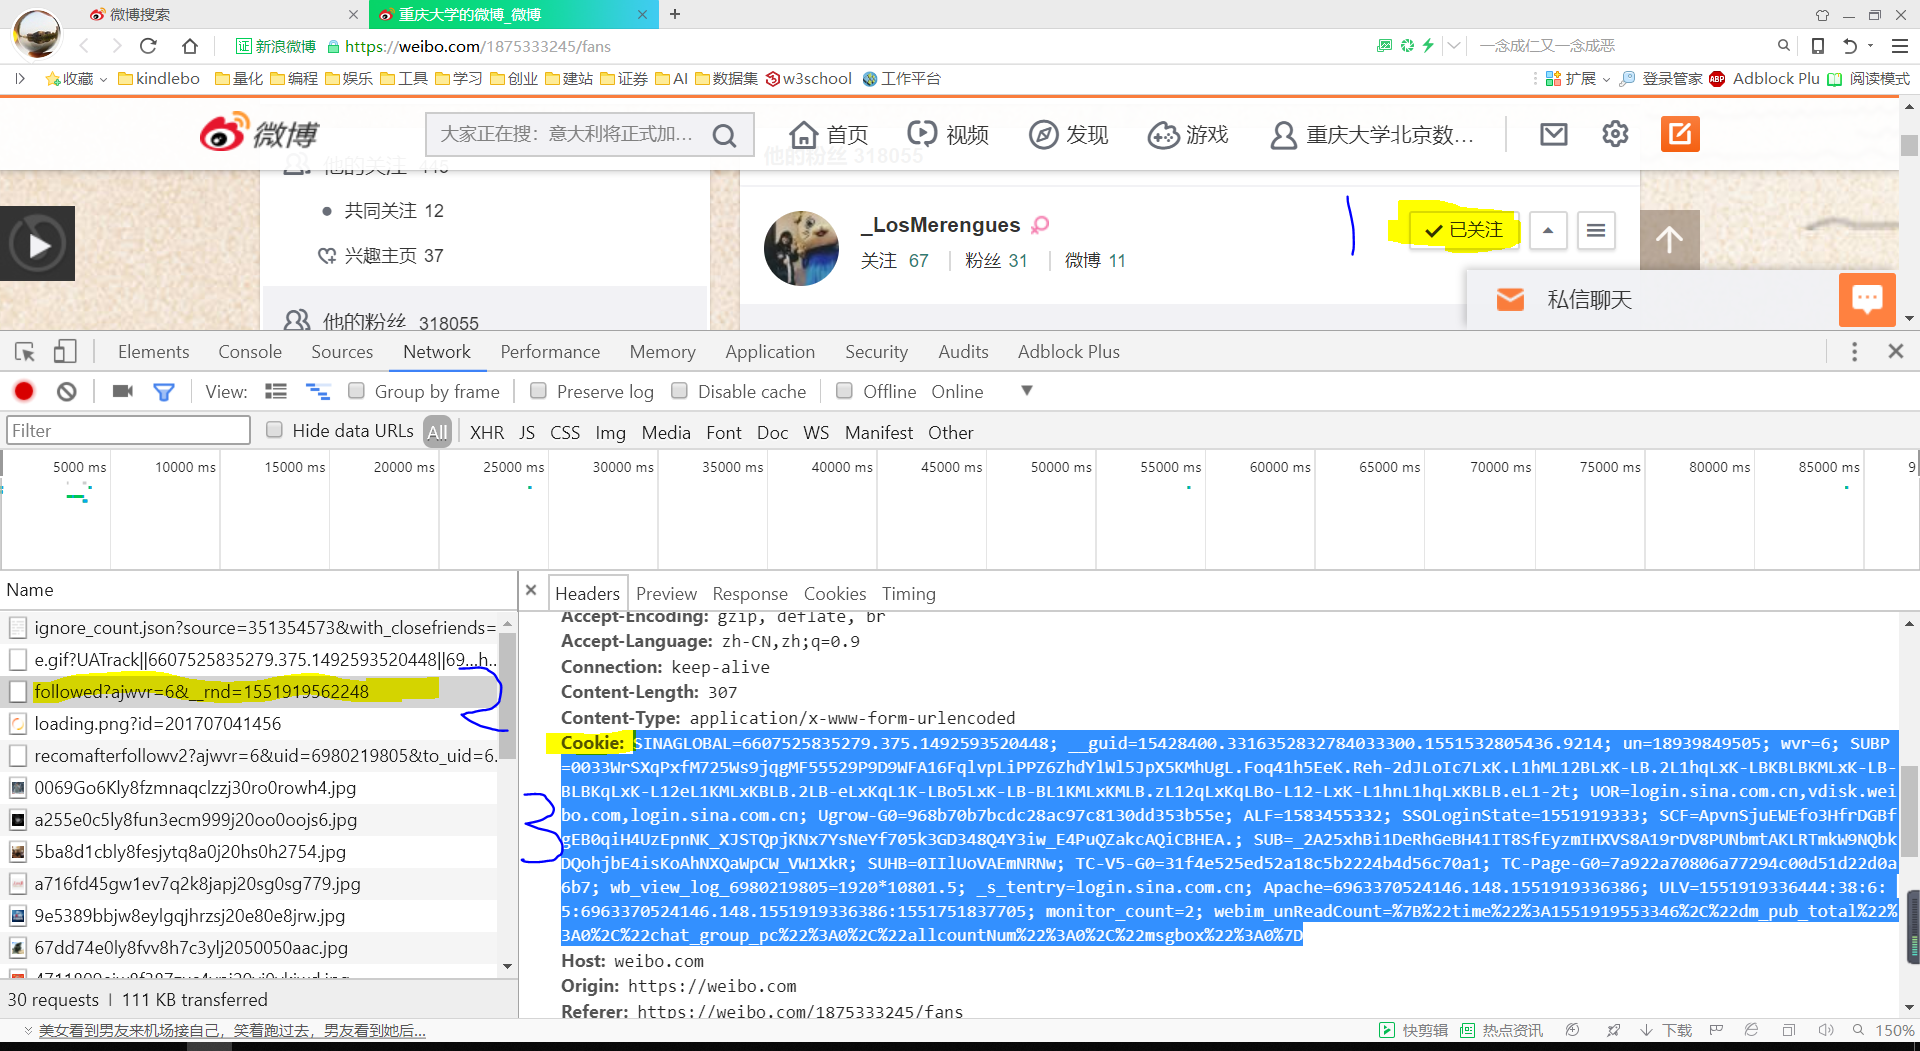 微博搜索
重庆大学的微博_微博
证 新浪微博 https://weibo.com/1875333245/fans
一念成仁又一念成恶
收藏 kindlebo 量化 编程 娱乐 工具 学习 创业 建站 证券 AI 数据集 w3school 工作平台
扩展 登录管家 ABP Adblock Plu 阅读模式
微博
大家正在搜：意大利将正式加...
首页 视频 发现 游戏 重庆大学北京数...
他的关注 445
他的粉丝 318055
共同关注 12
兴趣主页 37
他的粉丝 318055
_LosMerengues
关注 67 粉丝 31 微博 11
已关注
私信聊天
1
Elements Console Sources Network Performance Memory Application Security Audits Adblock Plus
View: Group by frame Preserve log Disable cache Offline Online
Filter Hide data URLs All XHR JS CSS Img Media Font Doc WS Manifest Other
5000 ms 10000 ms 15000 ms 20000 ms 25000 ms 30000 ms 35000 ms 40000 ms 45000 ms 50000 ms 55000 ms 60000 ms 65000 ms 70000 ms 75000 ms 80000 ms 85000 ms 9
Name
ignore_count.json?source=351354573&with_closefriends=
e.gif?UATrack||6607525835279.375.1492593520448||69...h..
followed?ajwvr=6&__rnd=1551919562248
loading.png?id=201707041456
recomafterfollowv2?ajwvr=6&uid=6980219805&to_uid=6.
0069Go6Kly8fzmnaqclzzj30ro0rowh4.jpg
a255e0c5ly8fun3ecm999j20oo0oojs6.jpg
5ba8d1cbly8fesjytq8a0j20hs0h2754.jpg
a716fd45gw1ev7q2k8japj20sg0sg779.jpg
9e5389bbjw8eylgqjhrzsj20e80e8jrw.jpg
67dd74e0ly8fvv8h7c3ylj2050050aac.jpg
30 requests | 111 KB transferred
2
3
Headers Preview Response Cookies Timing
Accept-Encoding: gzip, deflate, br
Accept-Language: zh-CN,zh;q=0.9
Connection: keep-alive
Content-Length: 307
Content-Type: application/x-www-form-urlencoded
Cookie: SINAGLOBAL=6607525835279.375.1492593520448; __guid=15428400.3316352832784033300.1551532805436.9214; un=18939849505; wvr=6; SUBP
=0033WrSXqPxfM725Ws9jqgMF55529P9D9WFA16FqlvpLiPPZ6ZhdYlWl5JpX5KMhUgL.Foq41h5EeK.Reh-2dJLoIc7LxK.L1hML12BLxK-LB.2L1hqLxK-LBKBLBKMLxK-LB-
BLBKqLxK-L12eL1KMLxKBLB.2LB-eLxKqL1K-LBo5LxK-LB-BL1KMLxKMLB.zL12qLxKqLBo-L12-LxK-L1hnL1hqLxKBLB.eL1-2t; UOR=login.sina.com.cn,vdisk.wei
bo.com,login.sina.com.cn; Ugrow-G0=968b70b7bcdc28ac97c8130dd353b55e; ALF=1583455332; SSOLoginState=1551919333; SCF=ApvnSjuEWEfo3HfrDGBf
gEB0qiH4UzEpnNK_XJSTQpjKNx7YsNeYf705k3GD348Q4Y3iw_E4PuQZakcAQiCBHEA.; SUB=_2A25xhBi1DeRhGeBH41IT8SfEyzmIHXVS8A19rDV8PUNbmtAKLRTmkW9NQbk
DQohjbE4isKoAhNXQaWpCW_VW1XkR; SUHB=0IIlUoVAEmNRNw; TC-V5-G0=31f4e525ed52a18c5b2224b4d56c70a1; TC-Page-G0=7a922a70806a77294c00d51d22d0a
6b7; wb_view_log_6980219805=1920*10801.5; _s_tentry=login.sina.com.cn; Apache=6963370524146.148.1551919336386; ULV=1551919336444:38:6:
5:6963370524146.148.1551919336386:1551751837705; monitor_count=2; webim_unReadCount=%7B%22time%22%3A1551919553346%2C%22dm_pub_total%22%
3A0%2C%22chat_group_pc%22%3A0%2C%22allcountNum%22%3A0%2C%22msgbox%22%3A0%7D
Host: weibo.com
Origin: https://weibo.com
Referer: https://weibo.com/1875333245/fans
美女看到男友来机场接自己，笑着跑过去，男友看到她后...
快剪辑 热点资讯 下载 150%